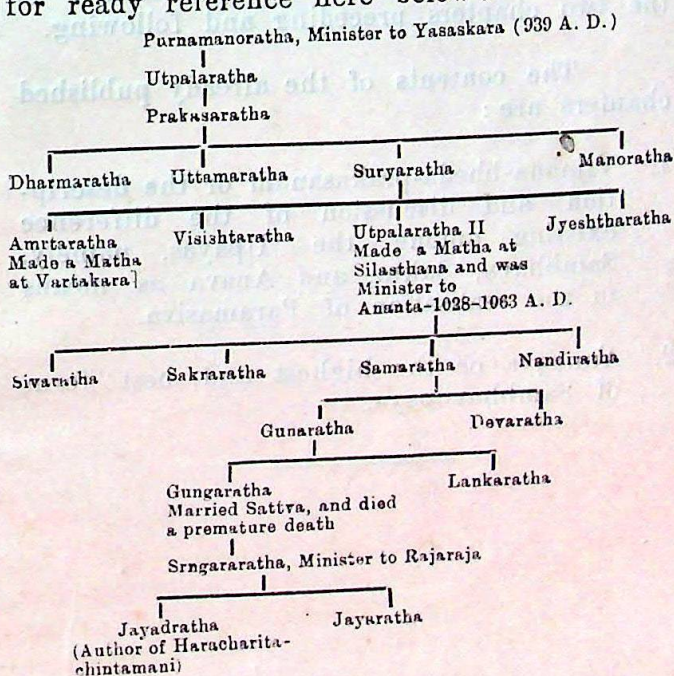 for ready reference here
Purnamanoratha, Minister to Yasaskara (939 A. D.)
Utpalaratha
Prakasaratha
Dharmaratha Uttamaratha Suryaratha Manoratha
Amrtaratha Visishtaratha Utpalaratha II Jyeshtharatha
Made a Matha Made a Matha at
at Vartakara] Silasthana and was
Minister to
Ananta-1028-1063 A. D.
Sivaratha Sakraratha Samaratha Nandiratha
Gunaratha Devaratha
Gungaratha Lankaratha
Married Sattva, and died
a premature death
Srngararatha, Minister to Rajaraja
Jayadratha Jayaratha
(Author of Haracharita-
chintamani)